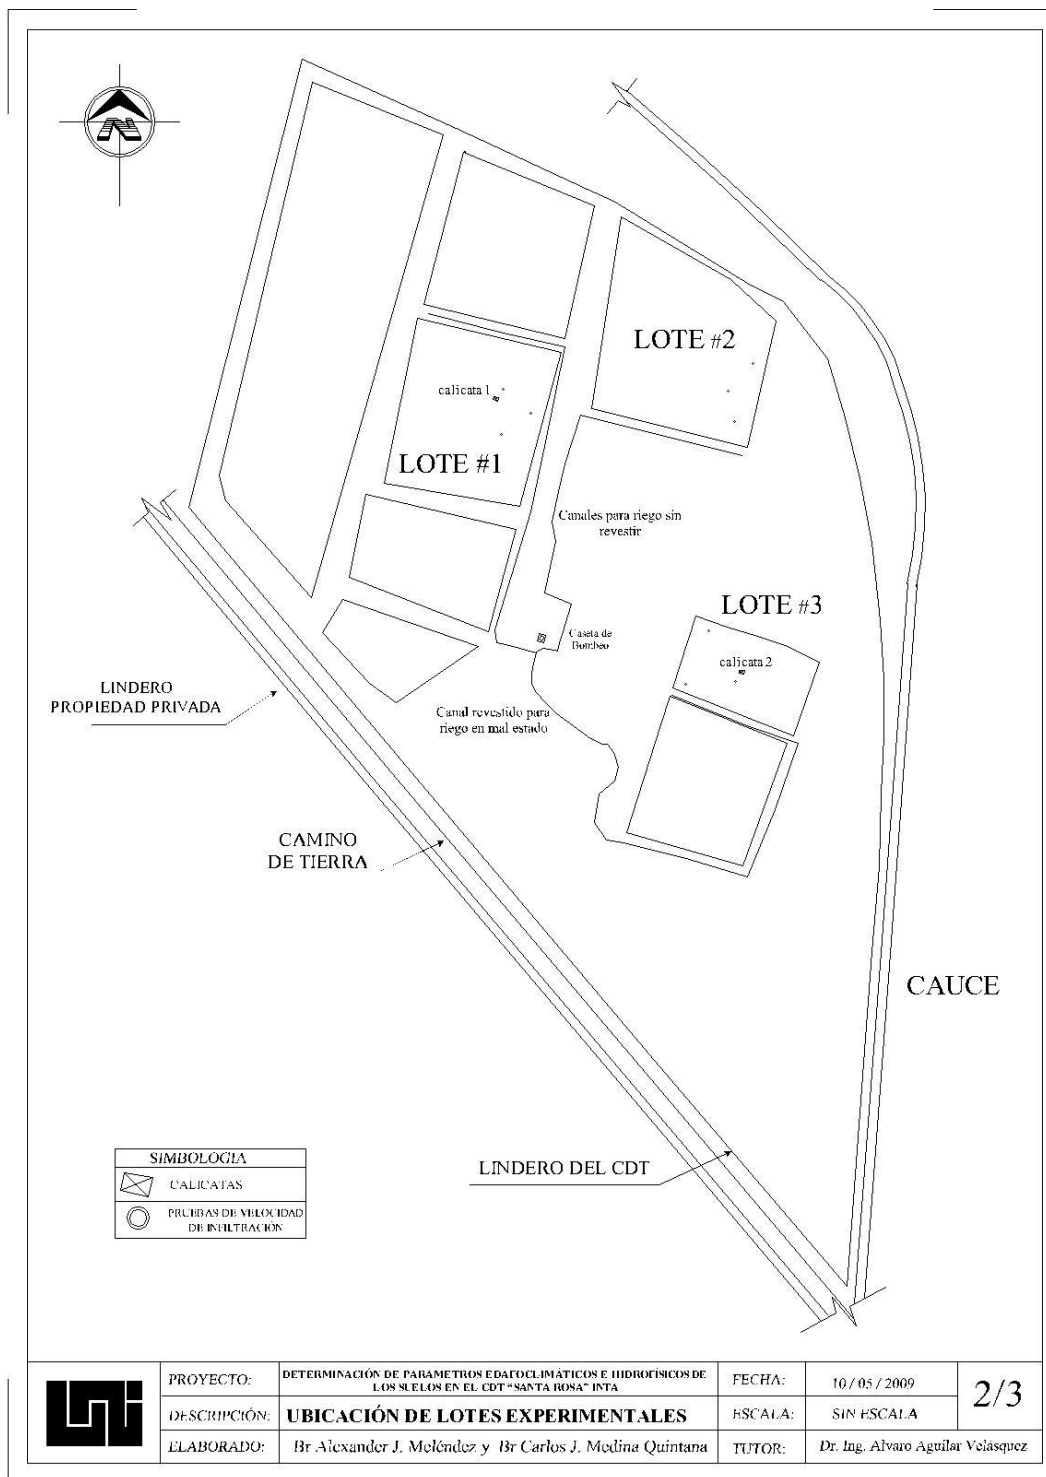 N
LOTE #2
calicata 1
LOTE #1
Canales para riego sin
revestir
LOTE #3
Caseta de
Bombeo
calicata 2
LINDERO
PROPIEDAD PRIVADA
Canal revestido para
riego en mal estado
CAMINO
DE TIERRA
CAUCE
LINDERO DEL CDT
SIMBOLOGIA
CALICATAS
PRUEBAS DE VELOCIDAD
DE INFILTRACIÓN
uni
PROYECTO:
DETERMINACIÓN DE PARAMETROS EDAFOCLIMÁTICOS E HIDROFÍSICOS DE
LOS SUELOS EN EL CDT "SANTA ROSA" INTA
FECHA:
10 / 05 / 2009
2/3
DESCRIPCIÓN:
UBICACIÓN DE LOTES EXPERIMENTALES
ESCALA:
SIN ESCALA
ELABORADO:
Br Alexander J. Meléndez y Br Carlos J. Medina Quintana
TUTOR:
Dr. Ing. Alvaro Aguilar Velásquez